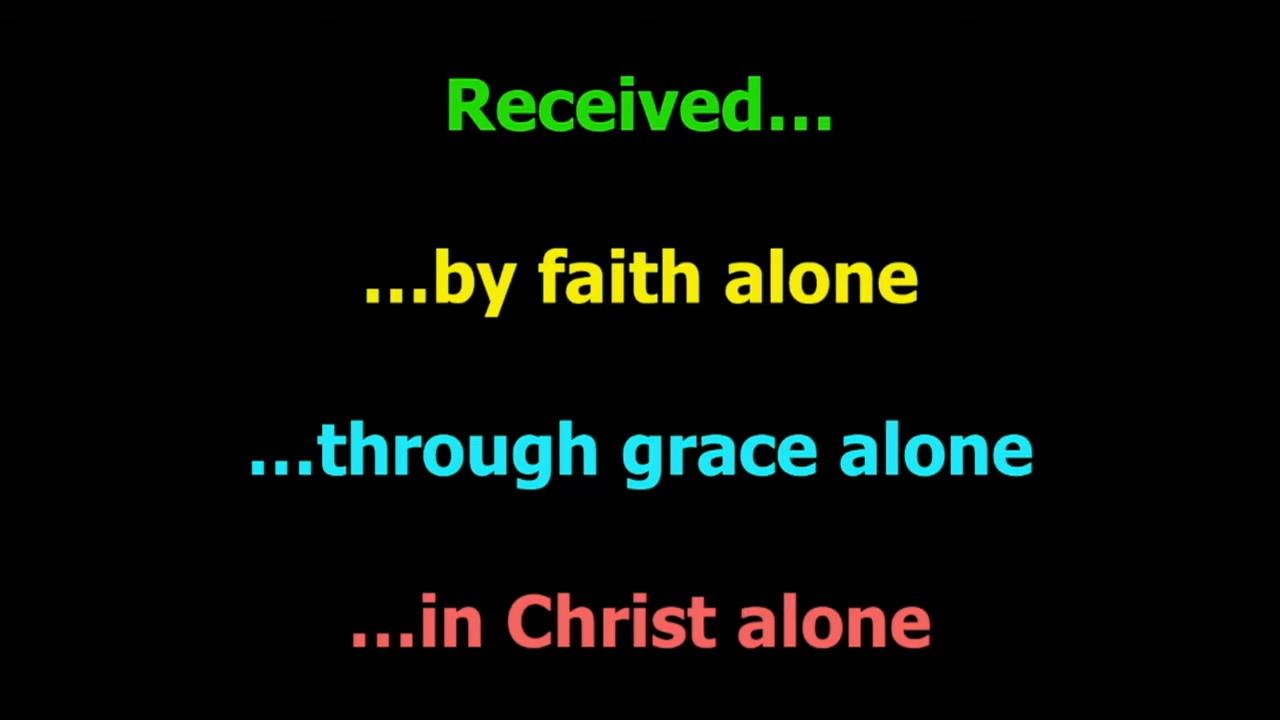 Received...
...by faith alone
...through grace alone
...in Christ alone